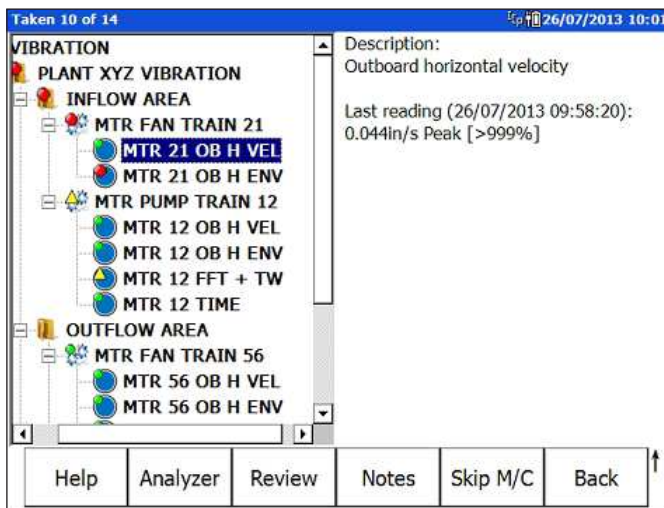 Taken 10 of 14
26/07/2013 10:01
VIBRATION
PLANT XYZ VIBRATION
INFLOW AREA
MTR FAN TRAIN 21
MTR 21 OB H VEL
MTR 21 OB H ENV
MTR PUMP TRAIN 12
MTR 12 OB H VEL
MTR 12 OB H ENV
MTR 12 FFT + TW
MTR 12 TIME
OUTFLOW AREA
MTR FAN TRAIN 56
MTR 56 OB H VEL
MTR 56 OB H ENV
Description:
Outboard horizontal velocity
Last reading (26/07/2013 09:58:20):
0.044in/s Peak [>999%]
Help
Analyzer
Review
Notes
Skip M/C
Back